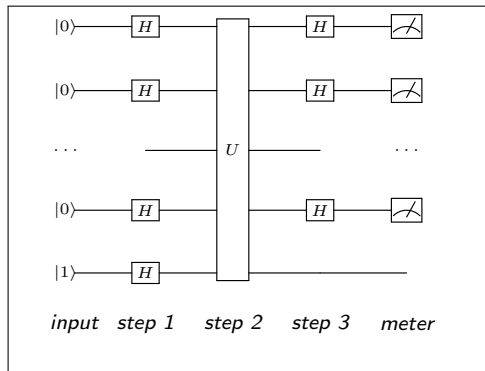 |0⟩ H U H
|0⟩ H H
··· ···
|0⟩ H H
|1⟩ H
input step 1 step 2 step 3 meter